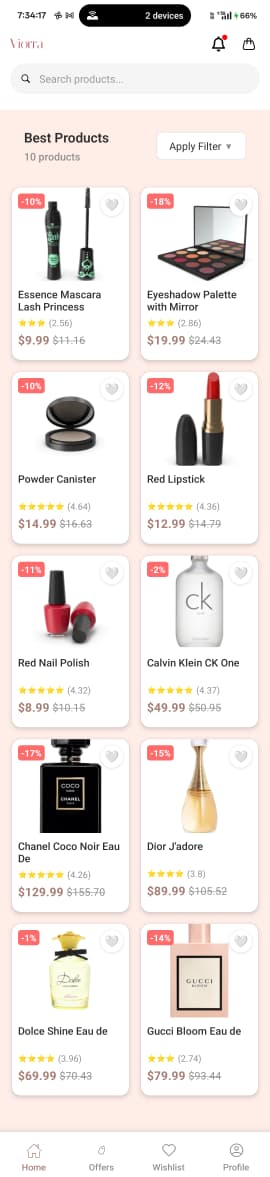 7:34:17
2 devices
66%
Viorra
Search products...
Best Products
10 products
Apply Filter ▼
-10%
Essence Mascara
Lash Princess
(2.56)
$9.99 $11.16
-18%
Eyeshadow Palette
with Mirror
(2.86)
$19.99 $24.43
-10%
Powder Canister
(4.64)
$14.99 $16.63
-12%
Red Lipstick
(4.36)
$12.99 $14.79
-11%
Red Nail Polish
(4.32)
$8.99 $10.15
-2%
ck
Calvin Klein CK One
(4.37)
$49.99 $50.95
-17%
COCO
CHANEL
Chanel Coco Noir Eau
De
(4.26)
$129.99 $155.70
-15%
Dior J'adore
(3.8)
$89.99 $105.52
-1%
Dolce
Dolce Shine Eau de
(3.96)
$69.99 $70.43
-14%
GUCCI
BLOOM
Gucci Bloom Eau de
(2.74)
$79.99 $93.44
Home
Offers
Wishlist
Profile